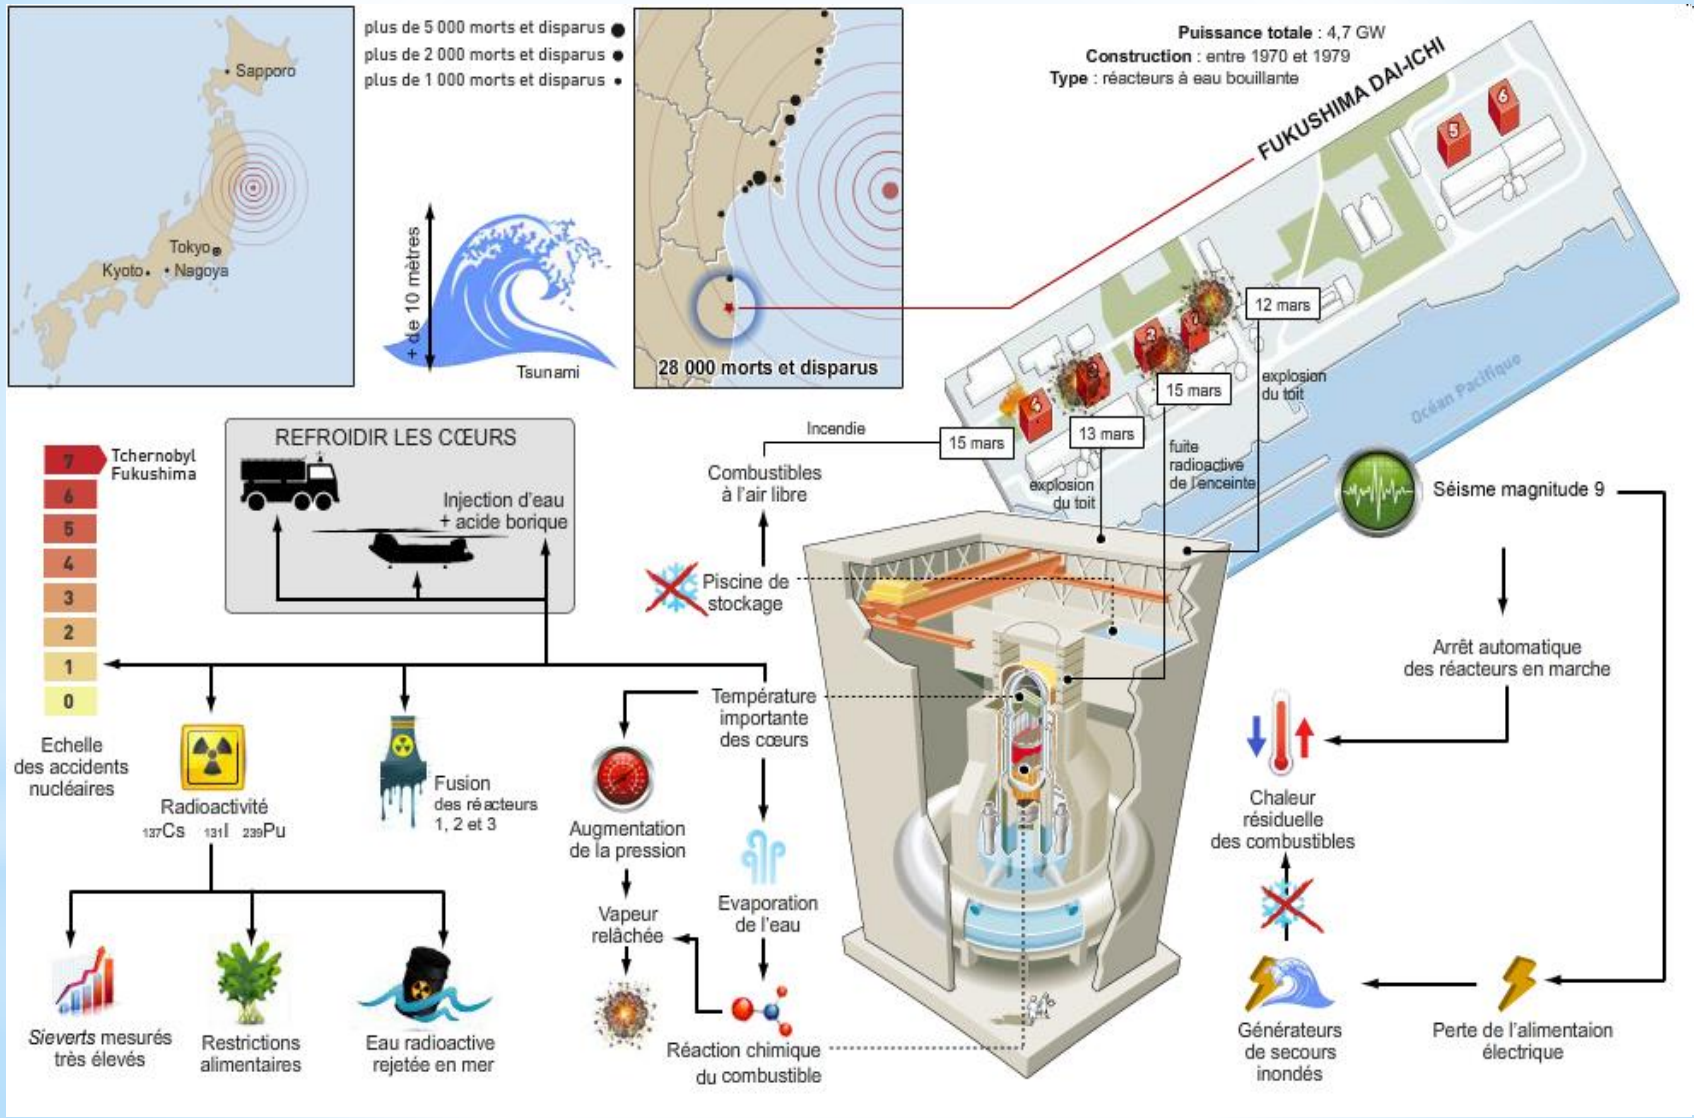 Sapporo
Tokyo
Kyoto
Nagoya
plus de 5 000 morts et disparus
plus de 2 000 morts et disparus
plus de 1 000 morts et disparus
+ de 10 mètres
Tsunami
28 000 morts et disparus
Puissance totale : 4,7 GW
Construction : entre 1970 et 1979
Type : réacteurs à eau bouillante
FUKUSHIMA DAI-ICHI
6
5
1
2
3
4
12 mars
explosion
du toit
15 mars
fuite
radioactive
de l'enceinte
13 mars
explosion
du toit
15 mars
Incendie
Océan Pacifique
Combustibles
à l'air libre
Piscine de
stockage
7
Tchernobyl
Fukushima
6
5
4
3
2
1
0
Echelle
des accidents
nucléaires
REFROIDIR LES CŒURS
Injection d'eau
+ acide borique
Radioactivité
137Cs 131I 239Pu
Fusion
des réacteurs
1, 2 et 3
Sieverts mesurés
très élevés
Restrictions
alimentaires
Eau radioactive
rejetée en mer
Température
importante
des cœurs
Augmentation
de la pression
Vapeur
relâchée
Evaporation
de l'eau
Réaction chimique
du combustible
Séisme magnitude 9
Arrêt automatique
des réacteurs en marche
Chaleur
résiduelle
des combustibles
Générateurs
de secours
inondés
Perte de l'alimentaion
électrique